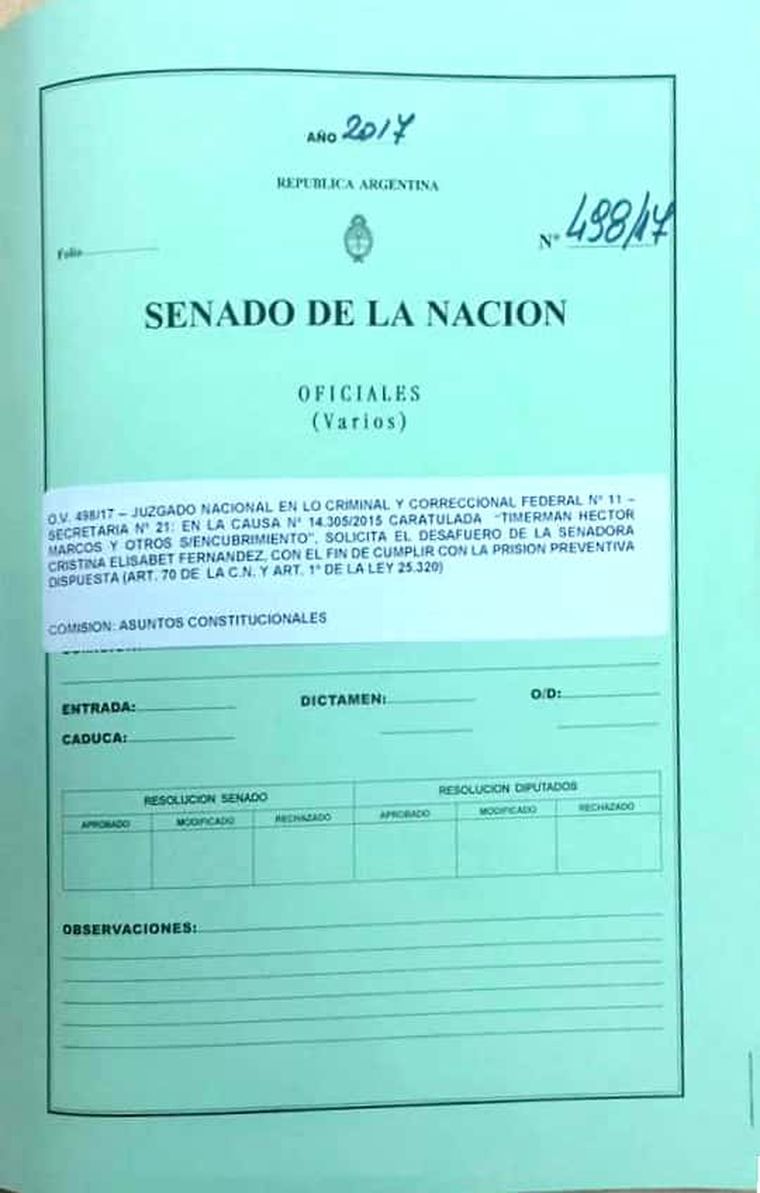 AÑO 2017
REPUBLICA ARGENTINA
Folio
Nº 498/17
SENADO DE LA NACION
OFICIALES
(Varios)
O.V. 498/17 – JUZGADO NACIONAL EN LO CRIMINAL Y CORRECCIONAL FEDERAL Nº 11 –
SECRETARIA Nº 21: EN LA CAUSA Nº 14.305/2015 CARATULADA "TIMERMAN HECTOR
MARCOS Y OTROS S/ENCUBRIMIENTO", SOLICITA EL DESAFUERO DE LA SENADORA
CRISTINA ELISABET FERNANDEZ, CON EL FIN DE CUMPLIR CON LA PRISION PREVENTIVA
DISPUESTA (ART. 70 DE LA C.N. Y ART. 1º DE LA LEY 25.320)
COMISION: ASUNTOS CONSTITUCIONALES
ENTRADA: DICTAMEN: O/D:
CADUCA:
RESOLUCION SENADO RESOLUCION DIPUTADOS
APROBADO MODIFICADO RECHAZADO APROBADO MODIFICADO RECHAZADO
OBSERVACIONES: